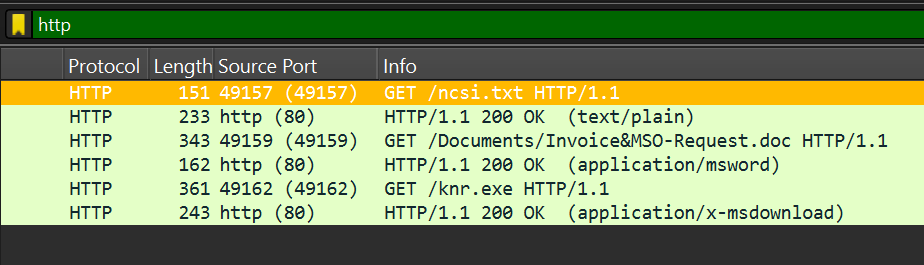 http
Protocol Length Source Port Info
HTTP 151 49157 (49157) GET /ncsi.txt HTTP/1.1
HTTP 233 http (80) HTTP/1.1 200 OK (text/plain)
HTTP 343 49159 (49159) GET /Documents/Invoice&MSO-Request.doc HTTP/1.1
HTTP 162 http (80) HTTP/1.1 200 OK (application/msword)
HTTP 361 49162 (49162) GET /knr.exe HTTP/1.1
HTTP 243 http (80) HTTP/1.1 200 OK (application/x-msdownload)